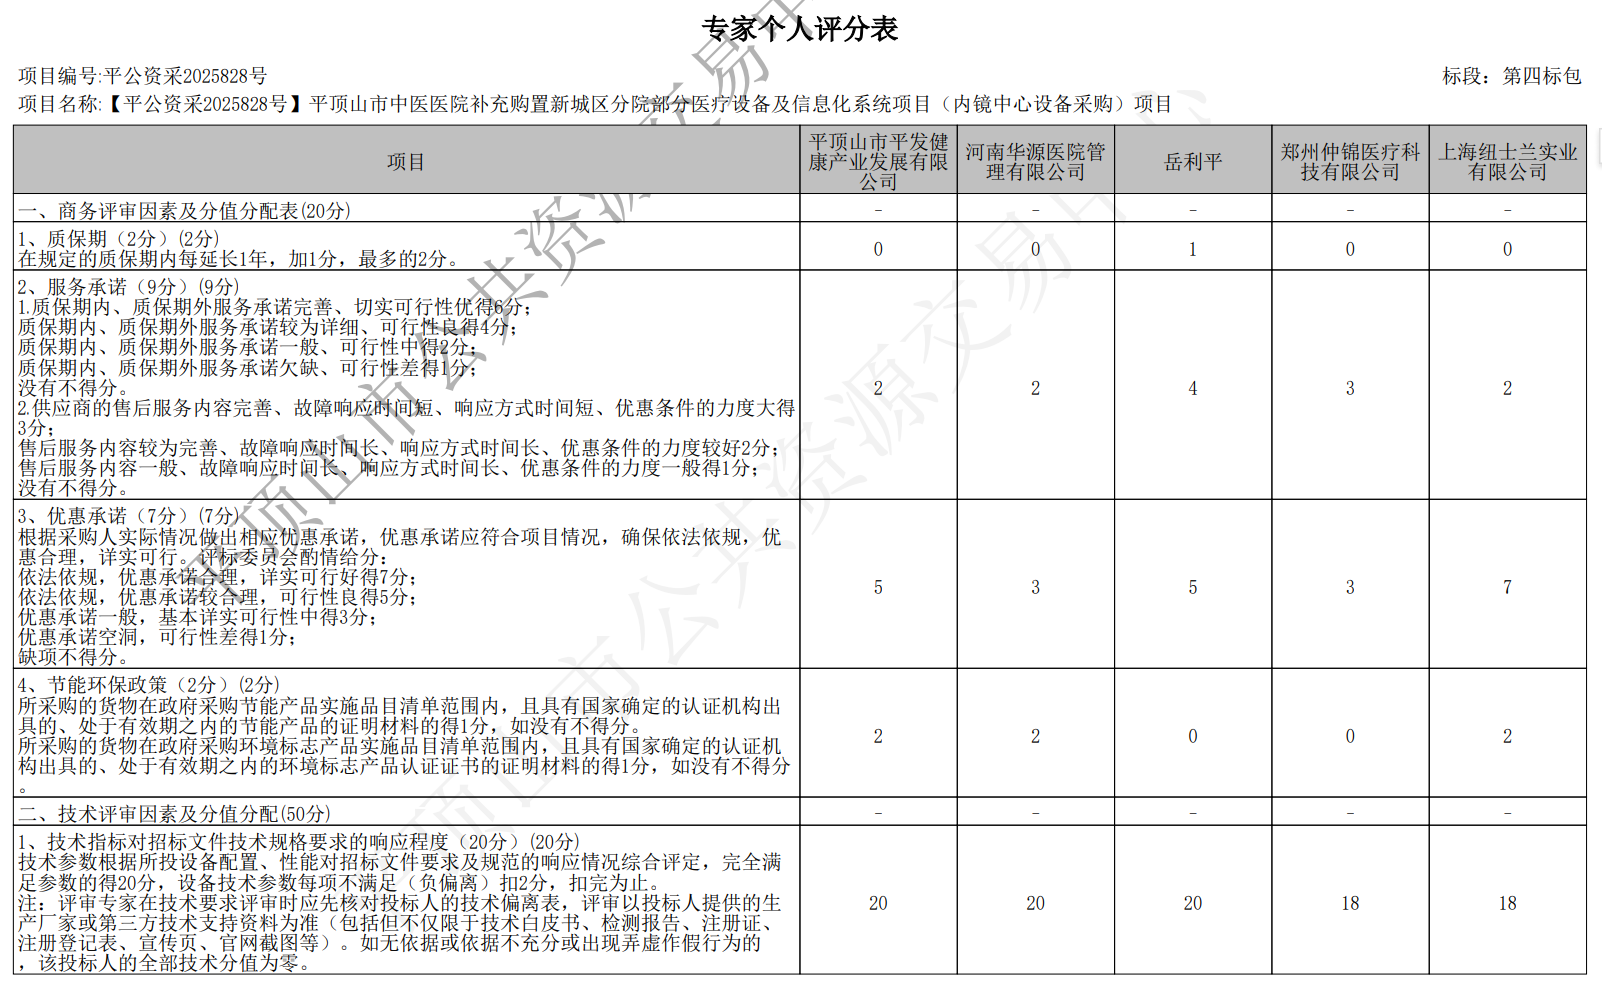 专家个人评分表
项目编号:平公资采2025828号
标段：第四标包
项目名称:【平公资采2025828号】平顶山市中医医院补充购置新城区分院部分医疗设备及信息化系统项目（内镜中心设备采购）项目
项目
平顶山市平发健
康产业发展有限
公司
河南华源医院管
理有限公司
岳利平
郑州仲锦医疗科
技有限公司
上海纽士兰实业
有限公司
一、商务评审因素及分值分配表(20分)
- - - - -
1、质保期（2分）(2分)
在规定的质保期内每延长1年，加1分，最多的2分。
0 0 1 0 0
2、服务承诺（9分）(9分)
1.质保期内、质保期外服务承诺完善、切实可行性优得6分；
质保期内、质保期外服务承诺较为详细、可行性良得4分；
质保期内、质保期外服务承诺一般、可行性中得2分；
质保期内、质保期外服务承诺欠缺、可行性差得1分；
没有不得分。
2.供应商的售后服务内容完善、故障响应时间短、响应方式时间短、优惠条件的力度大得
3分；
售后服务内容较为完善、故障响应时间长、响应方式时间长、优惠条件的力度较好2分；
售后服务内容一般、故障响应时间长、响应方式时间长、优惠条件的力度一般得1分；
没有不得分。
2 2 4 3 2
3、优惠承诺（7分）(7分)
根据采购人实际情况做出相应优惠承诺，优惠承诺应符合项目情况，确保依法依规，优
惠合理，详实可行。评标委员会酌情给分：
依法依规，优惠承诺合理，详实可行好得7分；
依法依规，优惠承诺较合理，可行性良得5分；
优惠承诺一般，基本详实可行性中得3分；
优惠承诺空洞，可行性差得1分；
缺项不得分。
5 3 5 3 7
4、节能环保政策（2分）(2分)
所采购的货物在政府采购节能产品实施品目清单范围内，且具有国家确定的认证机构出
具的、处于有效期之内的节能产品的证明材料的得1分，如没有不得分。
所采购的货物在政府采购环境标志产品实施品目清单范围内，且具有国家确定的认证机
构出具的、处于有效期之内的环境标志产品认证证书的证明材料的得1分，如没有不得分
。
2 2 0 0 2
二、技术评审因素及分值分配(50分)
- - - - -
1、技术指标对招标文件技术规格要求的响应程度（20分）(20分)
技术参数根据所投设备配置、性能对招标文件要求及规范的响应情况综合评定，完全满
足参数的得20分，设备技术参数每项不满足（负偏离）扣2分，扣完为止。
注：评审专家在技术要求评审时应先核对投标人的技术偏离表，评审以投标人提供的生
产厂家或第三方技术支持资料为准（包括但不仅限于技术白皮书、检测报告、注册证、
注册登记表、宣传页、官网截图等）。如无依据或依据不充分或出现弄虚作假行为的
，该投标人的全部技术分值为零。
20 20 20 18 18
平顶山市公共资源交易中
顶山市公共资源交易中心